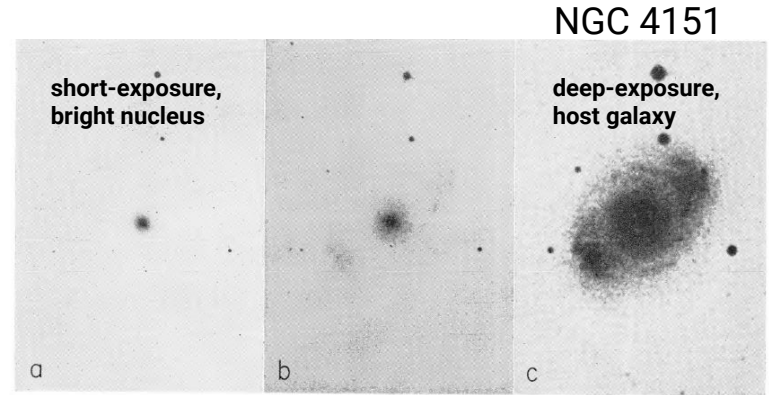 NGC 4151
short-exposure,
bright nucleus
deep-exposure,
host galaxy
a
b
c